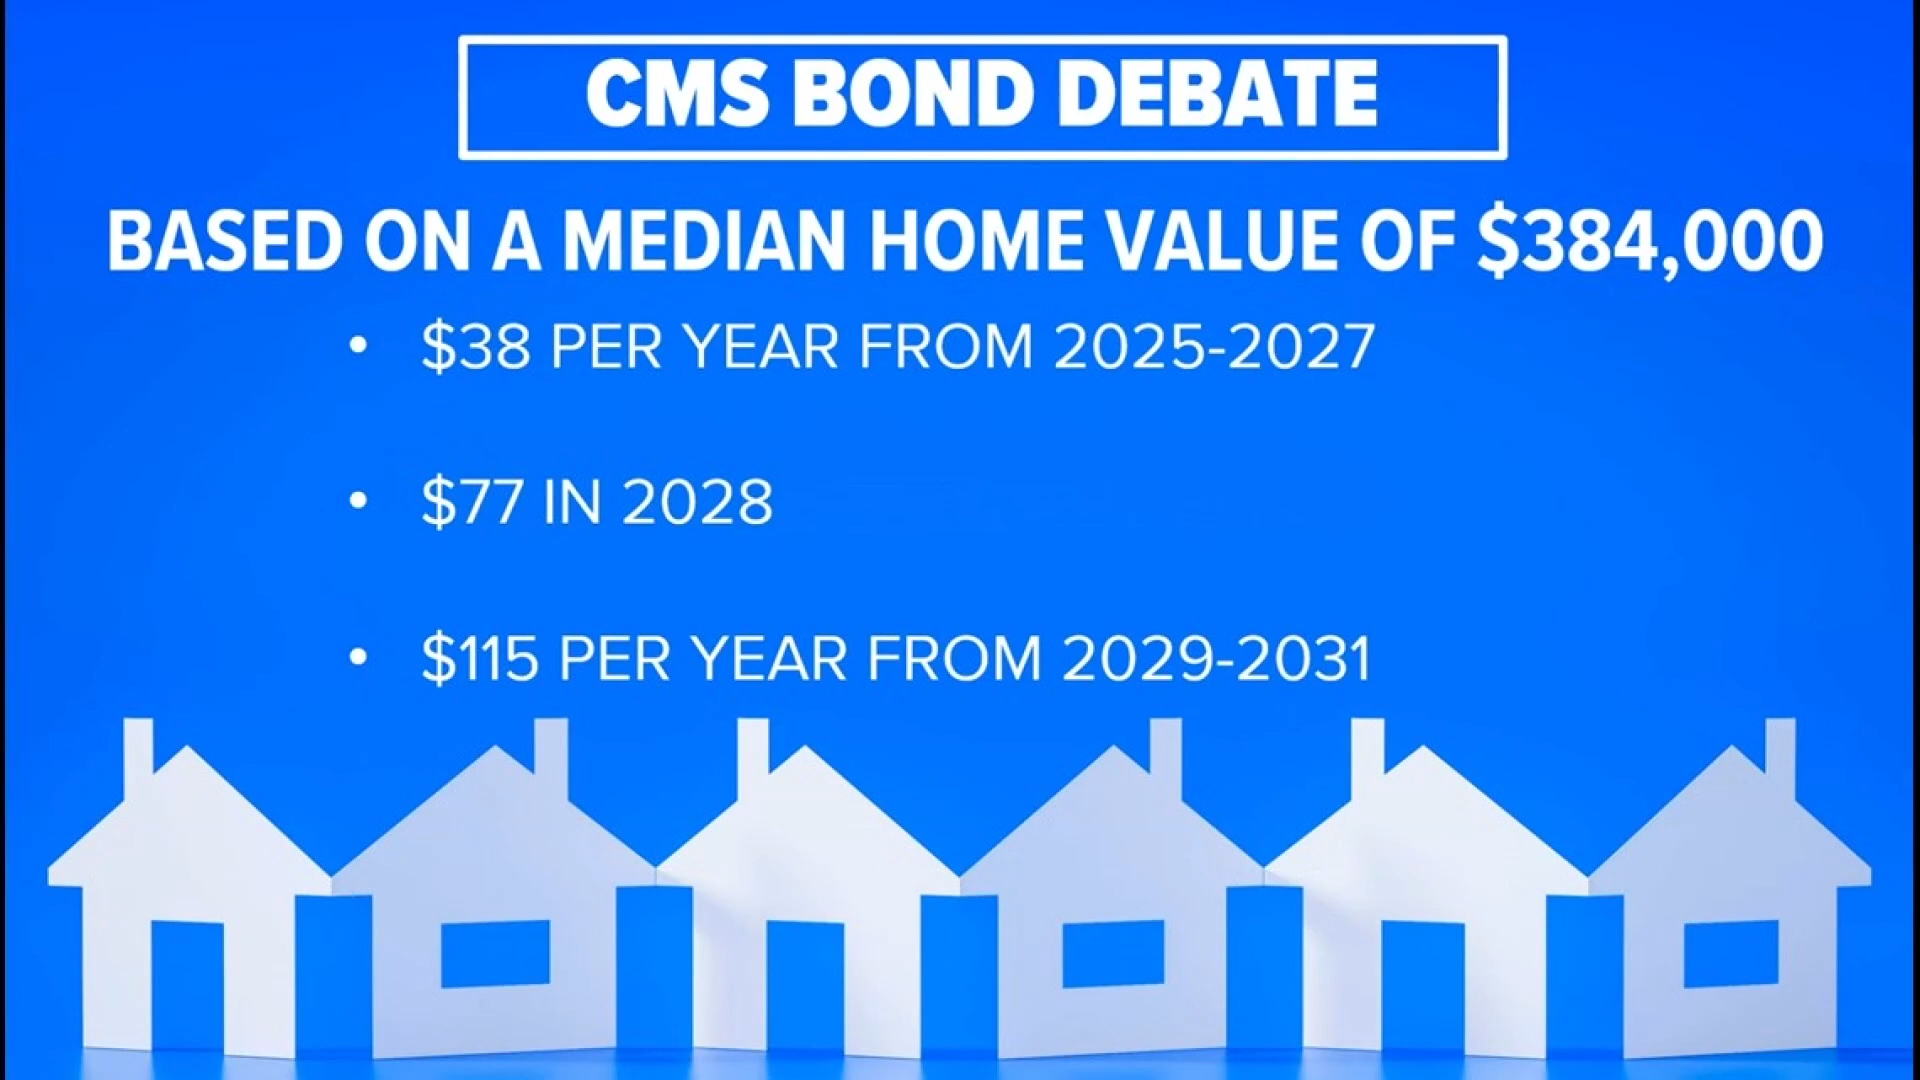 CMS BOND DEBATE
BASED ON A MEDIAN HOME VALUE OF $384,000
• $38 PER YEAR FROM 2025-2027
• $77 IN 2028
• $115 PER YEAR FROM 2029-2031